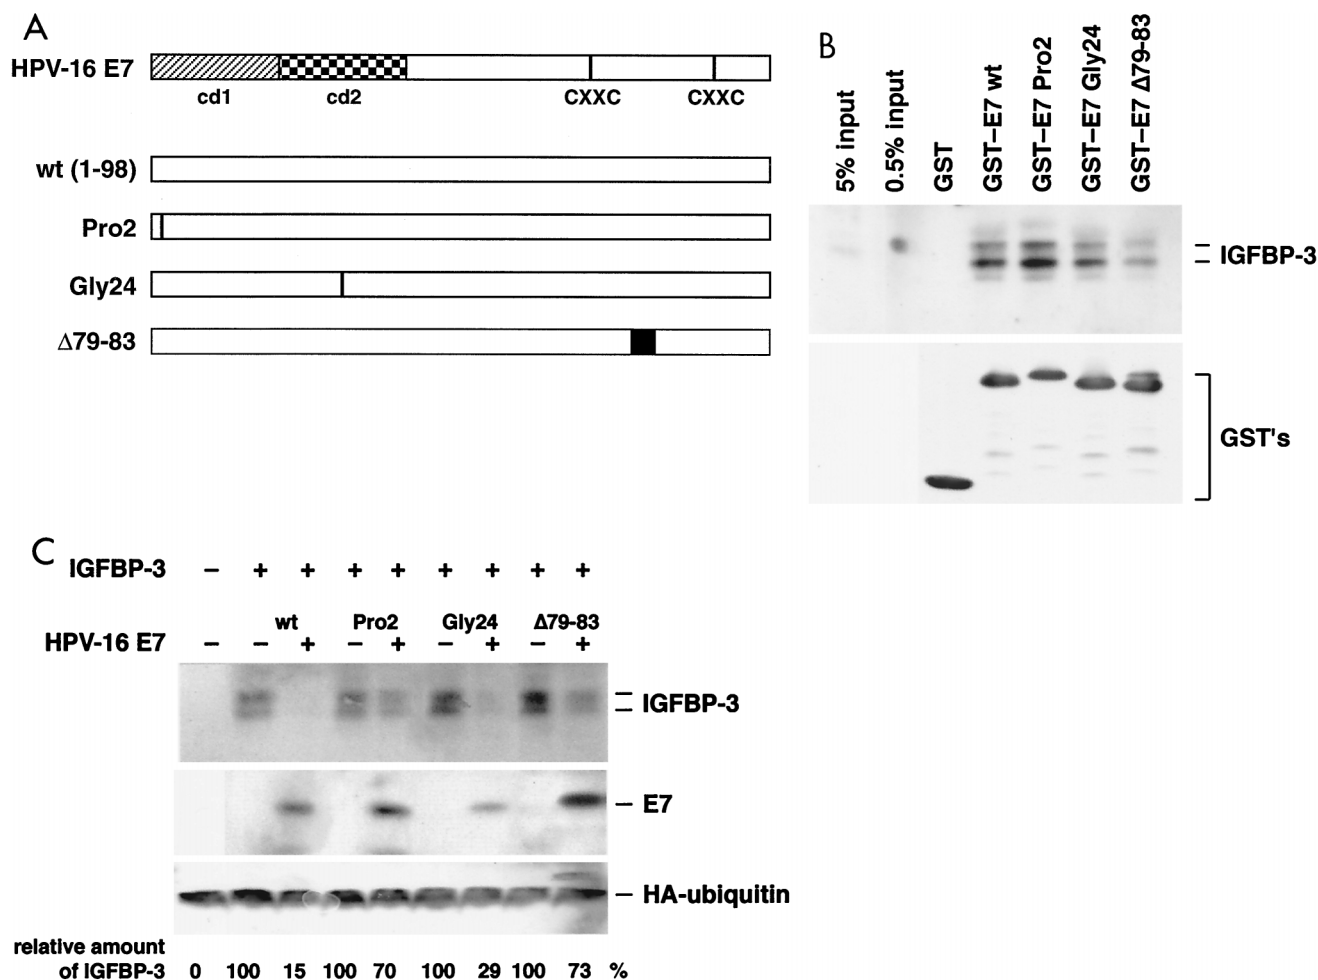 A
HPV-16 E7
cd1 cd2 CXXC CXXC
wt (1-98)
Pro2
Gly24
Δ79-83
B
5% input
0.5% input
GST
GST–E7 wt
GST–E7 Pro2
GST–E7 Gly24
GST–E7 Δ79-83
IGFBP-3
GST's
C
IGFBP-3 – + + + + + + + +
wt Pro2 Gly24 Δ79-83
HPV-16 E7 – – + – + – + – +
IGFBP-3
E7
HA-ubiquitin
relative amount
of IGFBP-3 0 100 15 100 70 100 29 100 73 %